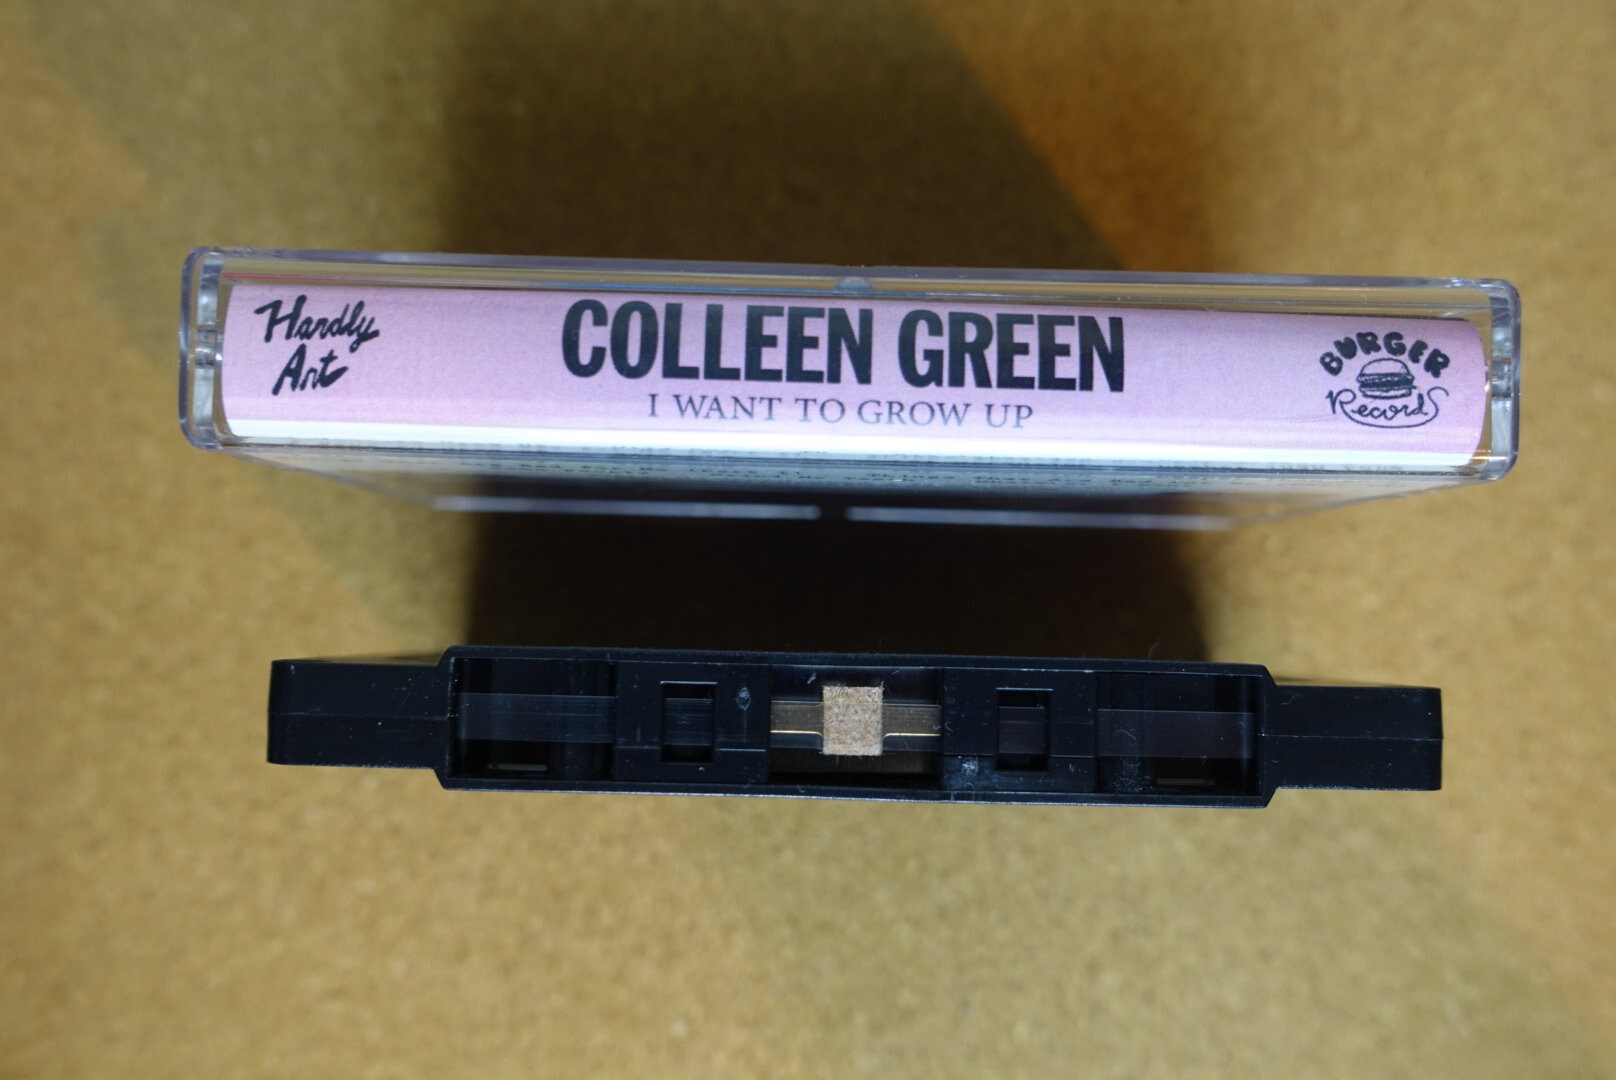 Hardly
Art
COLLEEN GREEN
I WANT TO GROW UP
BURGER
Records